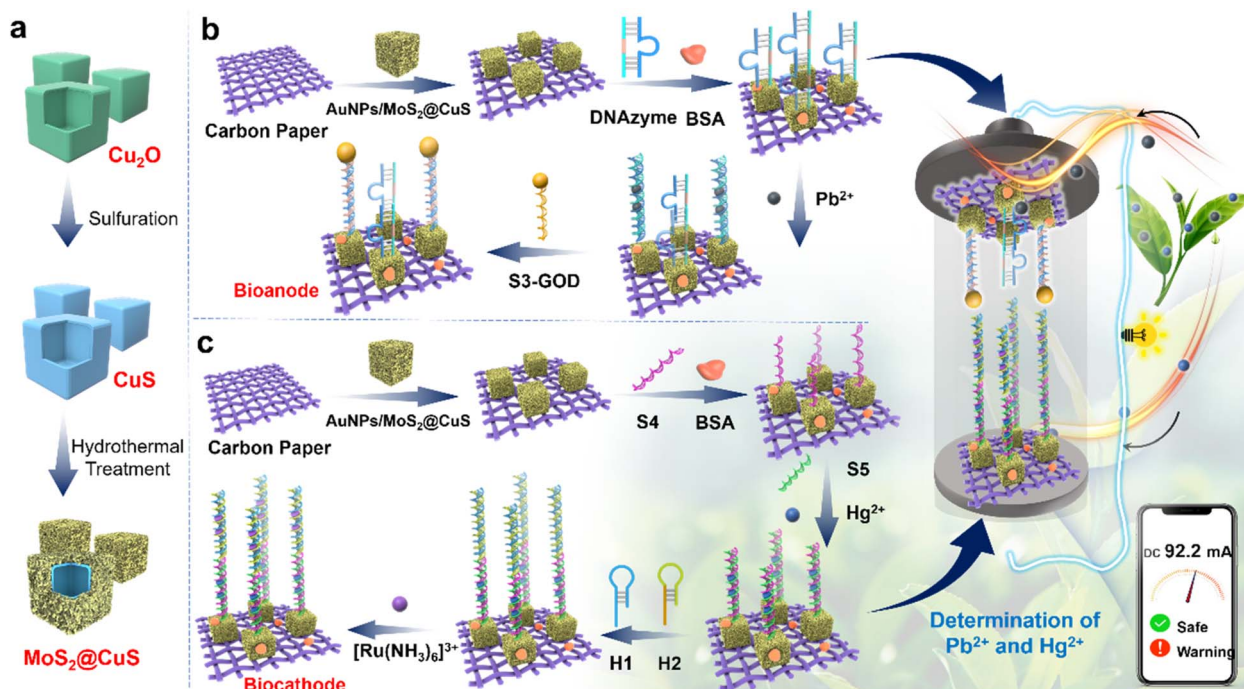 a
Cu₂O
Sulfuration
CuS
Hydrothermal
Treatment
MoS₂@CuS
b
Carbon Paper
AuNPs/MoS₂@CuS
DNAzyme BSA
Pb²⁺
S3-GOD
Bioanode
c
Carbon Paper
AuNPs/MoS₂@CuS
S4 BSA
S5
Hg²⁺
H1 H2
[Ru(NH₃)₆]³⁺
Biocathode
Determination of
Pb²⁺ and Hg²⁺
DC 92.2 mA
Safe
Warning